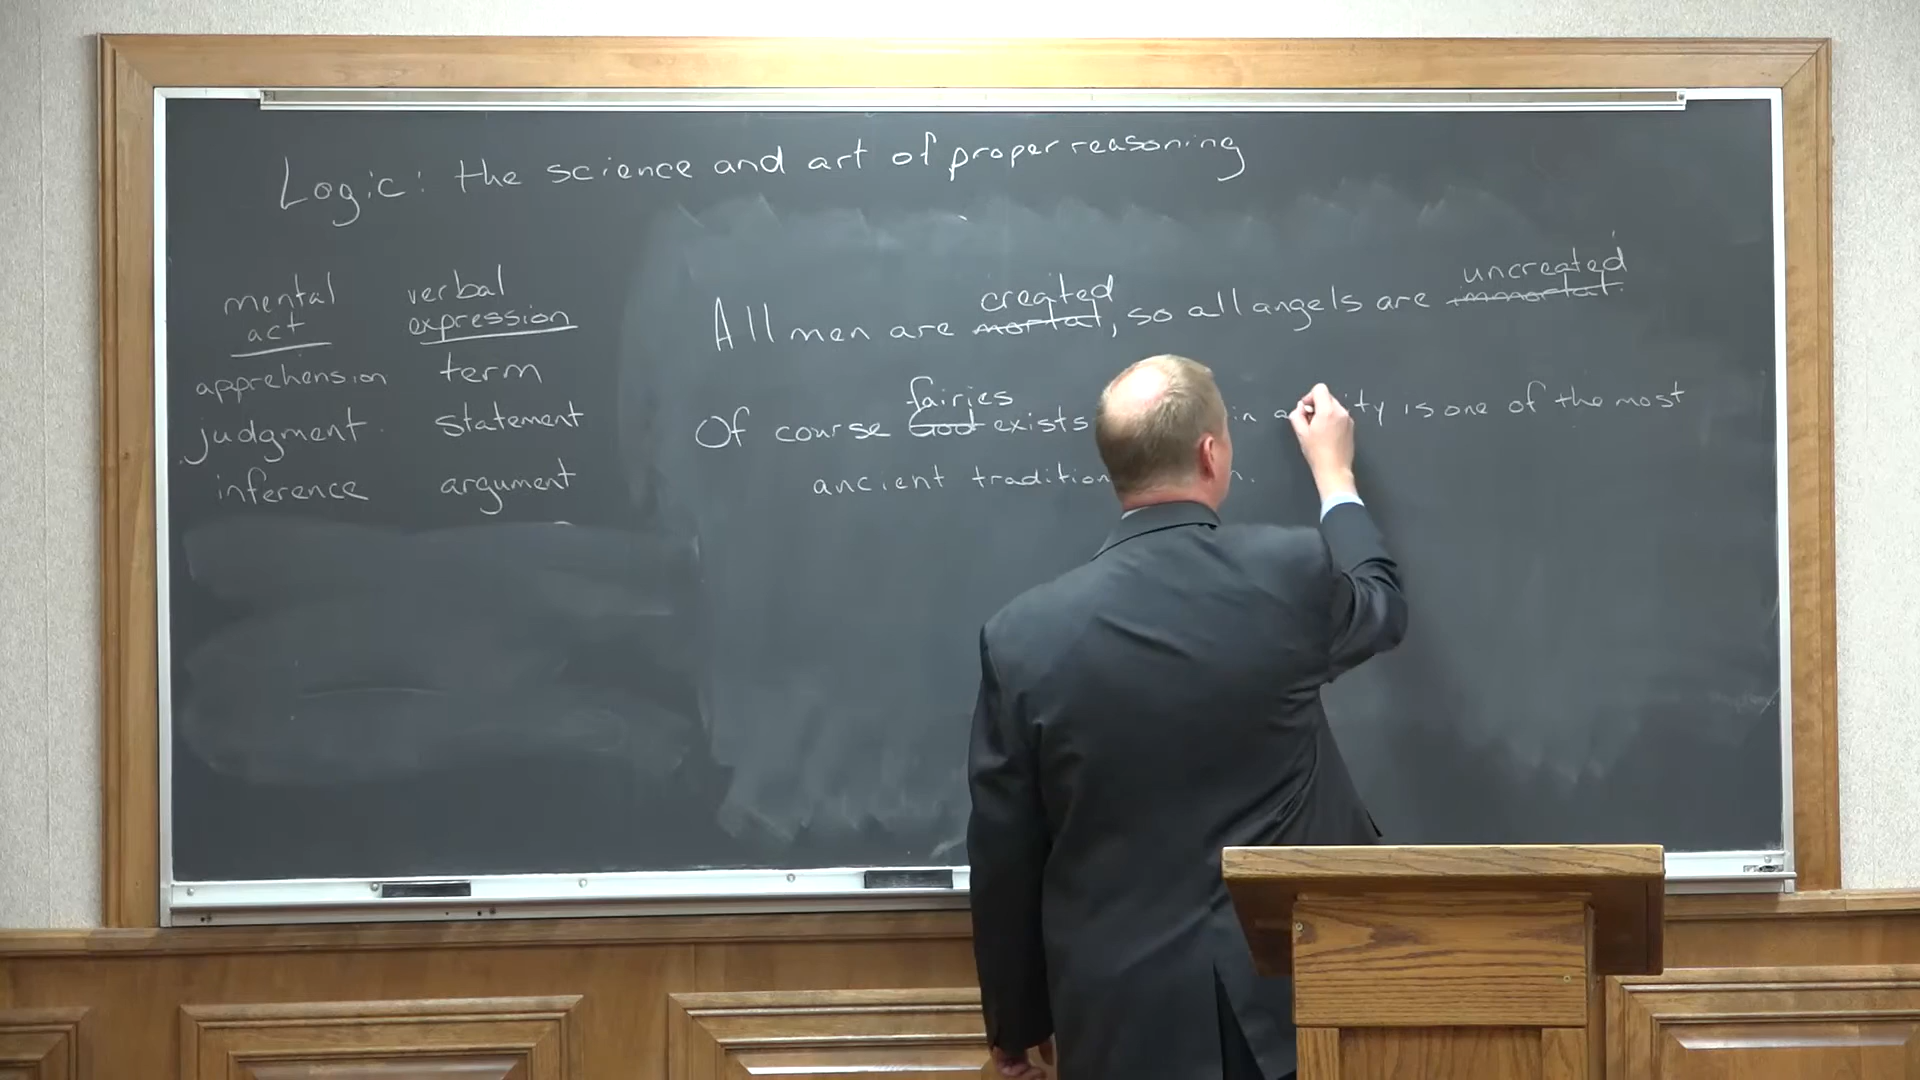 Logic: the science and art of proper reasoning
mental act
verbal expression
apprehension term
judgment statement
inference argument
created uncreated
All men are mortal, so all angels are immortal.
fairies
Of course God exists in is one of the most
ancient